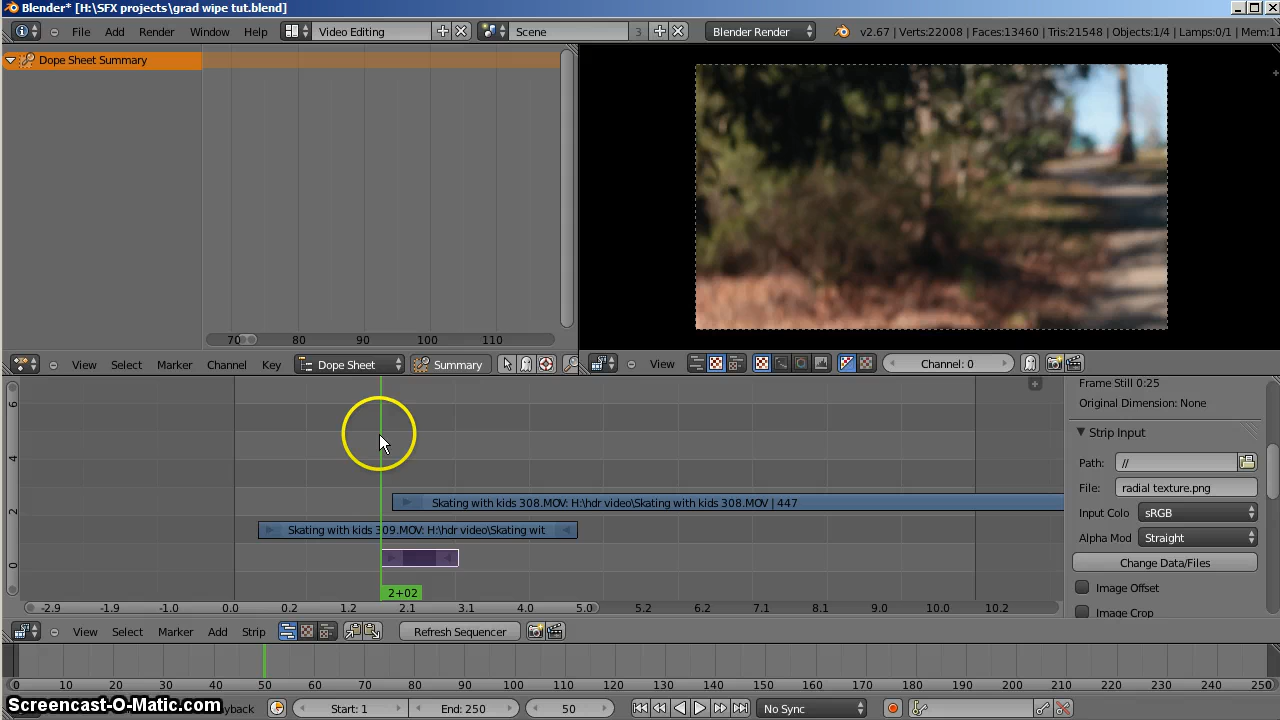 Blender* [H:\SFX projects\grad wipe tut.blend]
File Add Render Window Help Video Editing Scene 3 Blender Render v2.67 | Verts:22008 | Faces:13460 | Tris:21548 | Objects:1/4 | Lamps:0/1 | Mem:11
Dope Sheet Summary
70 80 90 100 110
View Select Marker Channel Key Dope Sheet Summary
View Channel: 0
Frame Still 0:25
Original Dimension: None
Strip Input
Path: //
File: radial texture.png
Input Colo sRGB
Alpha Mod Straight
Change Data/Files
Image Offset
Image Crop
6
4
2
0
Skating with kids 308.MOV: H:\hdr video\Skating with kids 308.MOV | 447
Skating with kids 309.MOV: H:\hdr video\Skating wit
2+02
-2.9 -1.9 -1.0 0.0 0.2 1.2 2.1 3.1 4.1 5.0 5.2 6.2 7.1 8.1 9.0 10.0 10.2
View Select Marker Add Strip Refresh Sequencer
0 10 20 30 40 50 60 70 80 90 100 110 120 130 140 150 160 170 180 190 200 210 220 230 240 250
Screencast-O-Matic.com
yback Start: 1 End: 250 50 No Sync